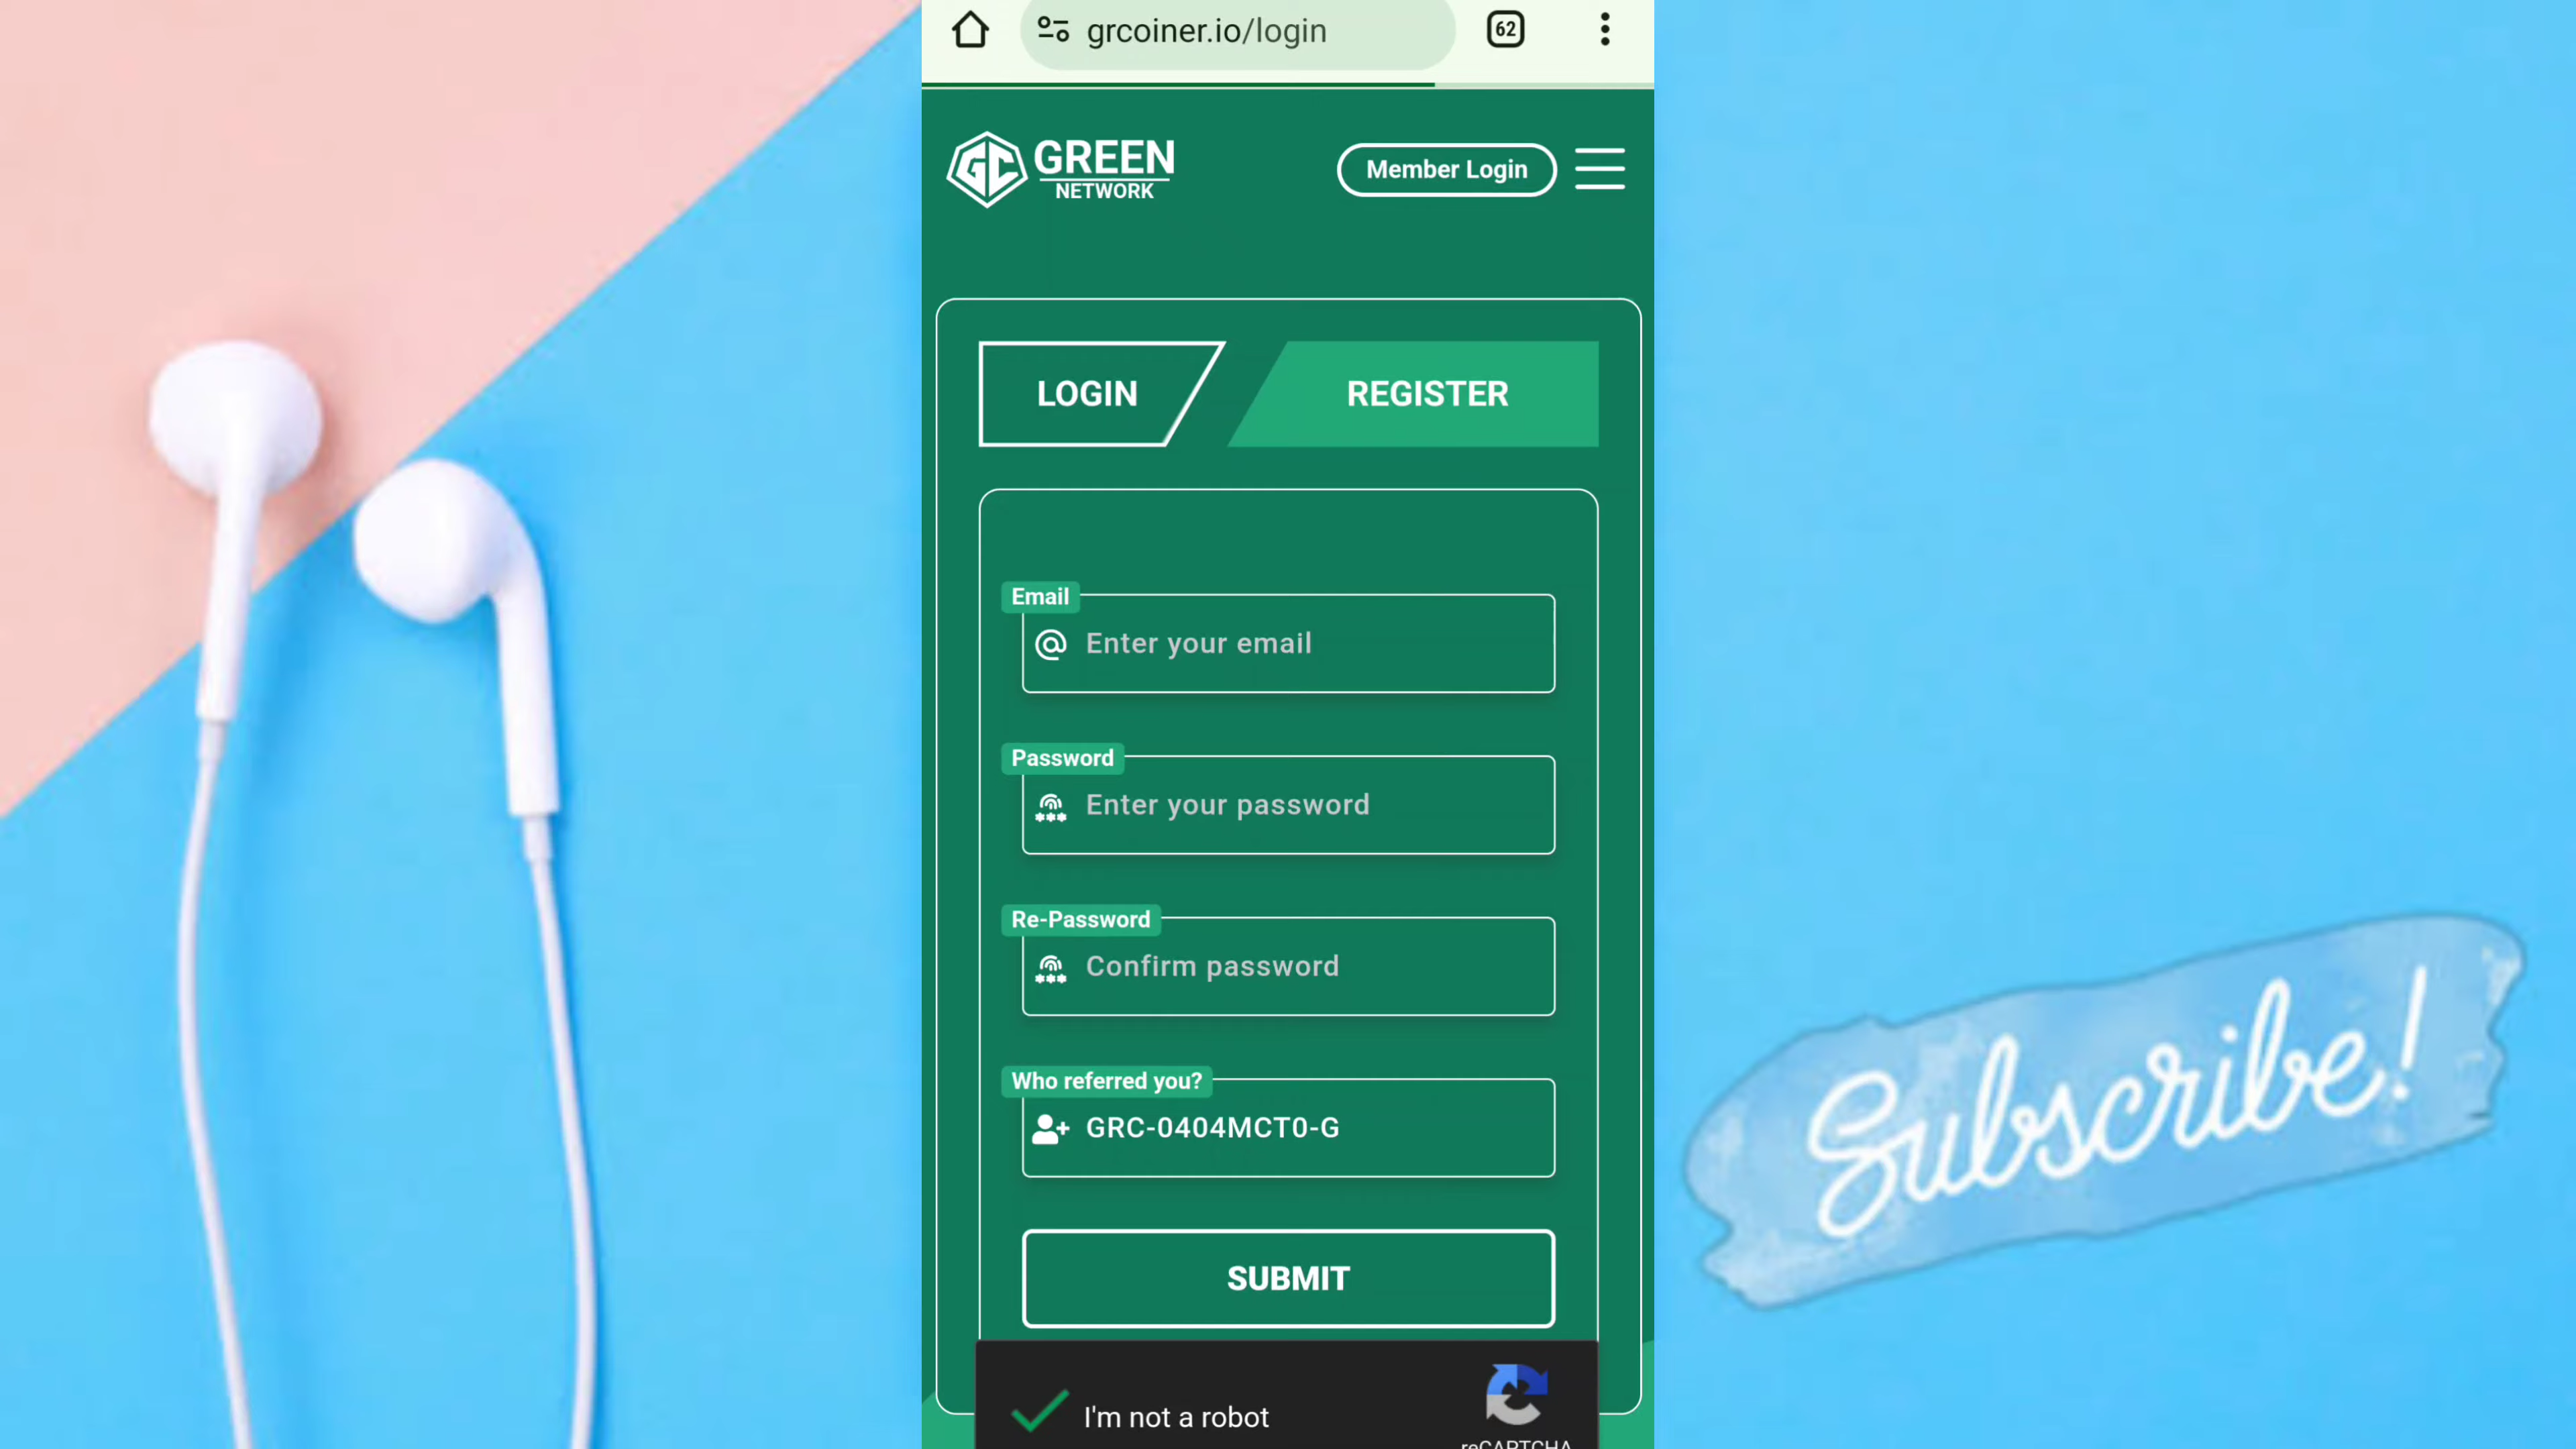 grcoiner.io/login
62
GREEN
NETWORK
Member Login
LOGIN
REGISTER
Email
Enter your email
Password
Enter your password
Re-Password
Confirm password
Who referred you?
GRC-0404MCT0-G
SUBMIT
I'm not a robot
reCAPTCHA
Subscribe!